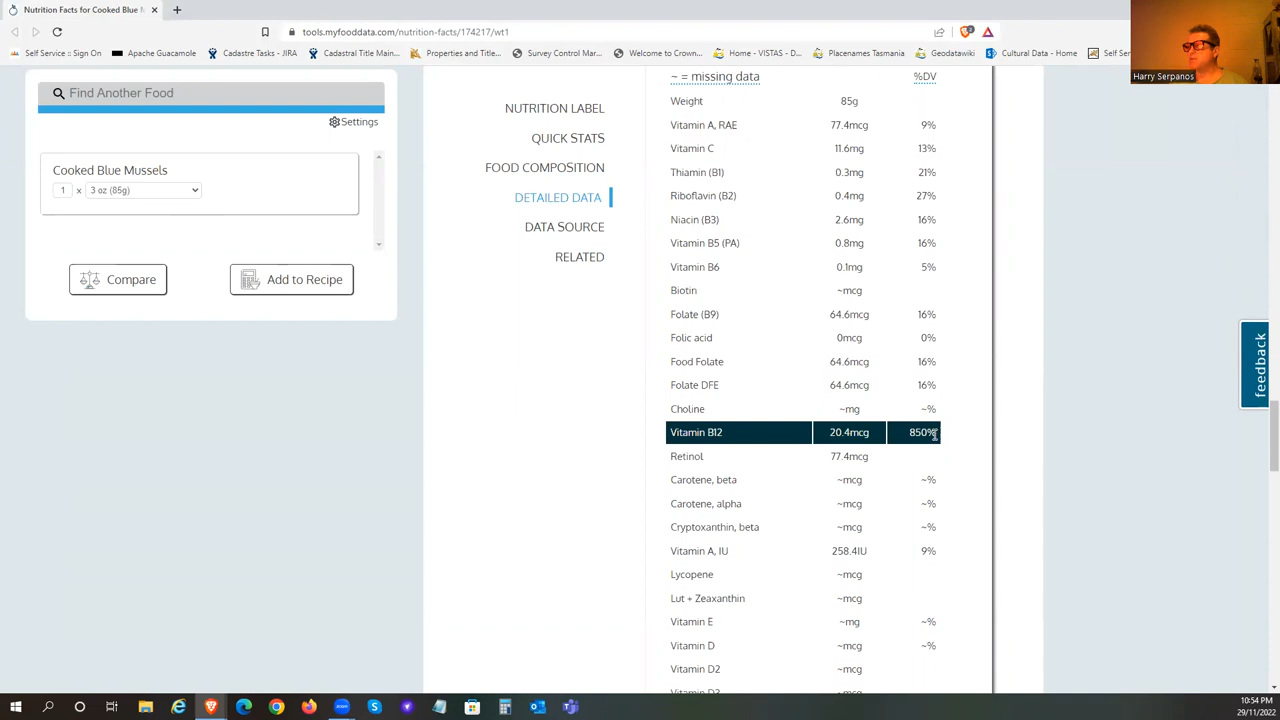 Nutrition Facts for Cooked Blue M
tools.myfooddata.com/nutrition-facts/174217/wt1
Self Service :: Sign On
Apache Guacamole
Cadastre Tasks - JIRA
Cadastral Title Main...
Properties and Title...
Survey Control Mar...
Welcome to Crown...
Home - VISTAS - D...
Placenames Tasmania
Geodatawiki
Cultural Data - Home
Self Serv
Harry Serpanos
Find Another Food
Settings
Cooked Blue Mussels
1 x 3 oz (85g)
Compare
Add to Recipe
NUTRITION LABEL
QUICK STATS
FOOD COMPOSITION
DETAILED DATA
DATA SOURCE
RELATED
~ = missing data %DV
Weight 85g
Vitamin A, RAE 77.4mcg 9%
Vitamin C 11.6mg 13%
Thiamin (B1) 0.3mg 21%
Riboflavin (B2) 0.4mg 27%
Niacin (B3) 2.6mg 16%
Vitamin B5 (PA) 0.8mg 16%
Vitamin B6 0.1mg 5%
Biotin ~mcg
Folate (B9) 64.6mcg 16%
Folic acid 0mcg 0%
Food Folate 64.6mcg 16%
Folate DFE 64.6mcg 16%
Choline ~mg ~%
Vitamin B12 20.4mcg 850%
Retinol 77.4mcg
Carotene, beta ~mcg ~%
Carotene, alpha ~mcg ~%
Cryptoxanthin, beta ~mcg ~%
Vitamin A, IU 258.4IU 9%
Lycopene ~mcg
Lut + Zeaxanthin ~mcg
Vitamin E ~mg ~%
Vitamin D ~mcg ~%
Vitamin D2 ~mcg
Vitamin D3 ~mcg
feedback
10:54 PM
29/11/2022